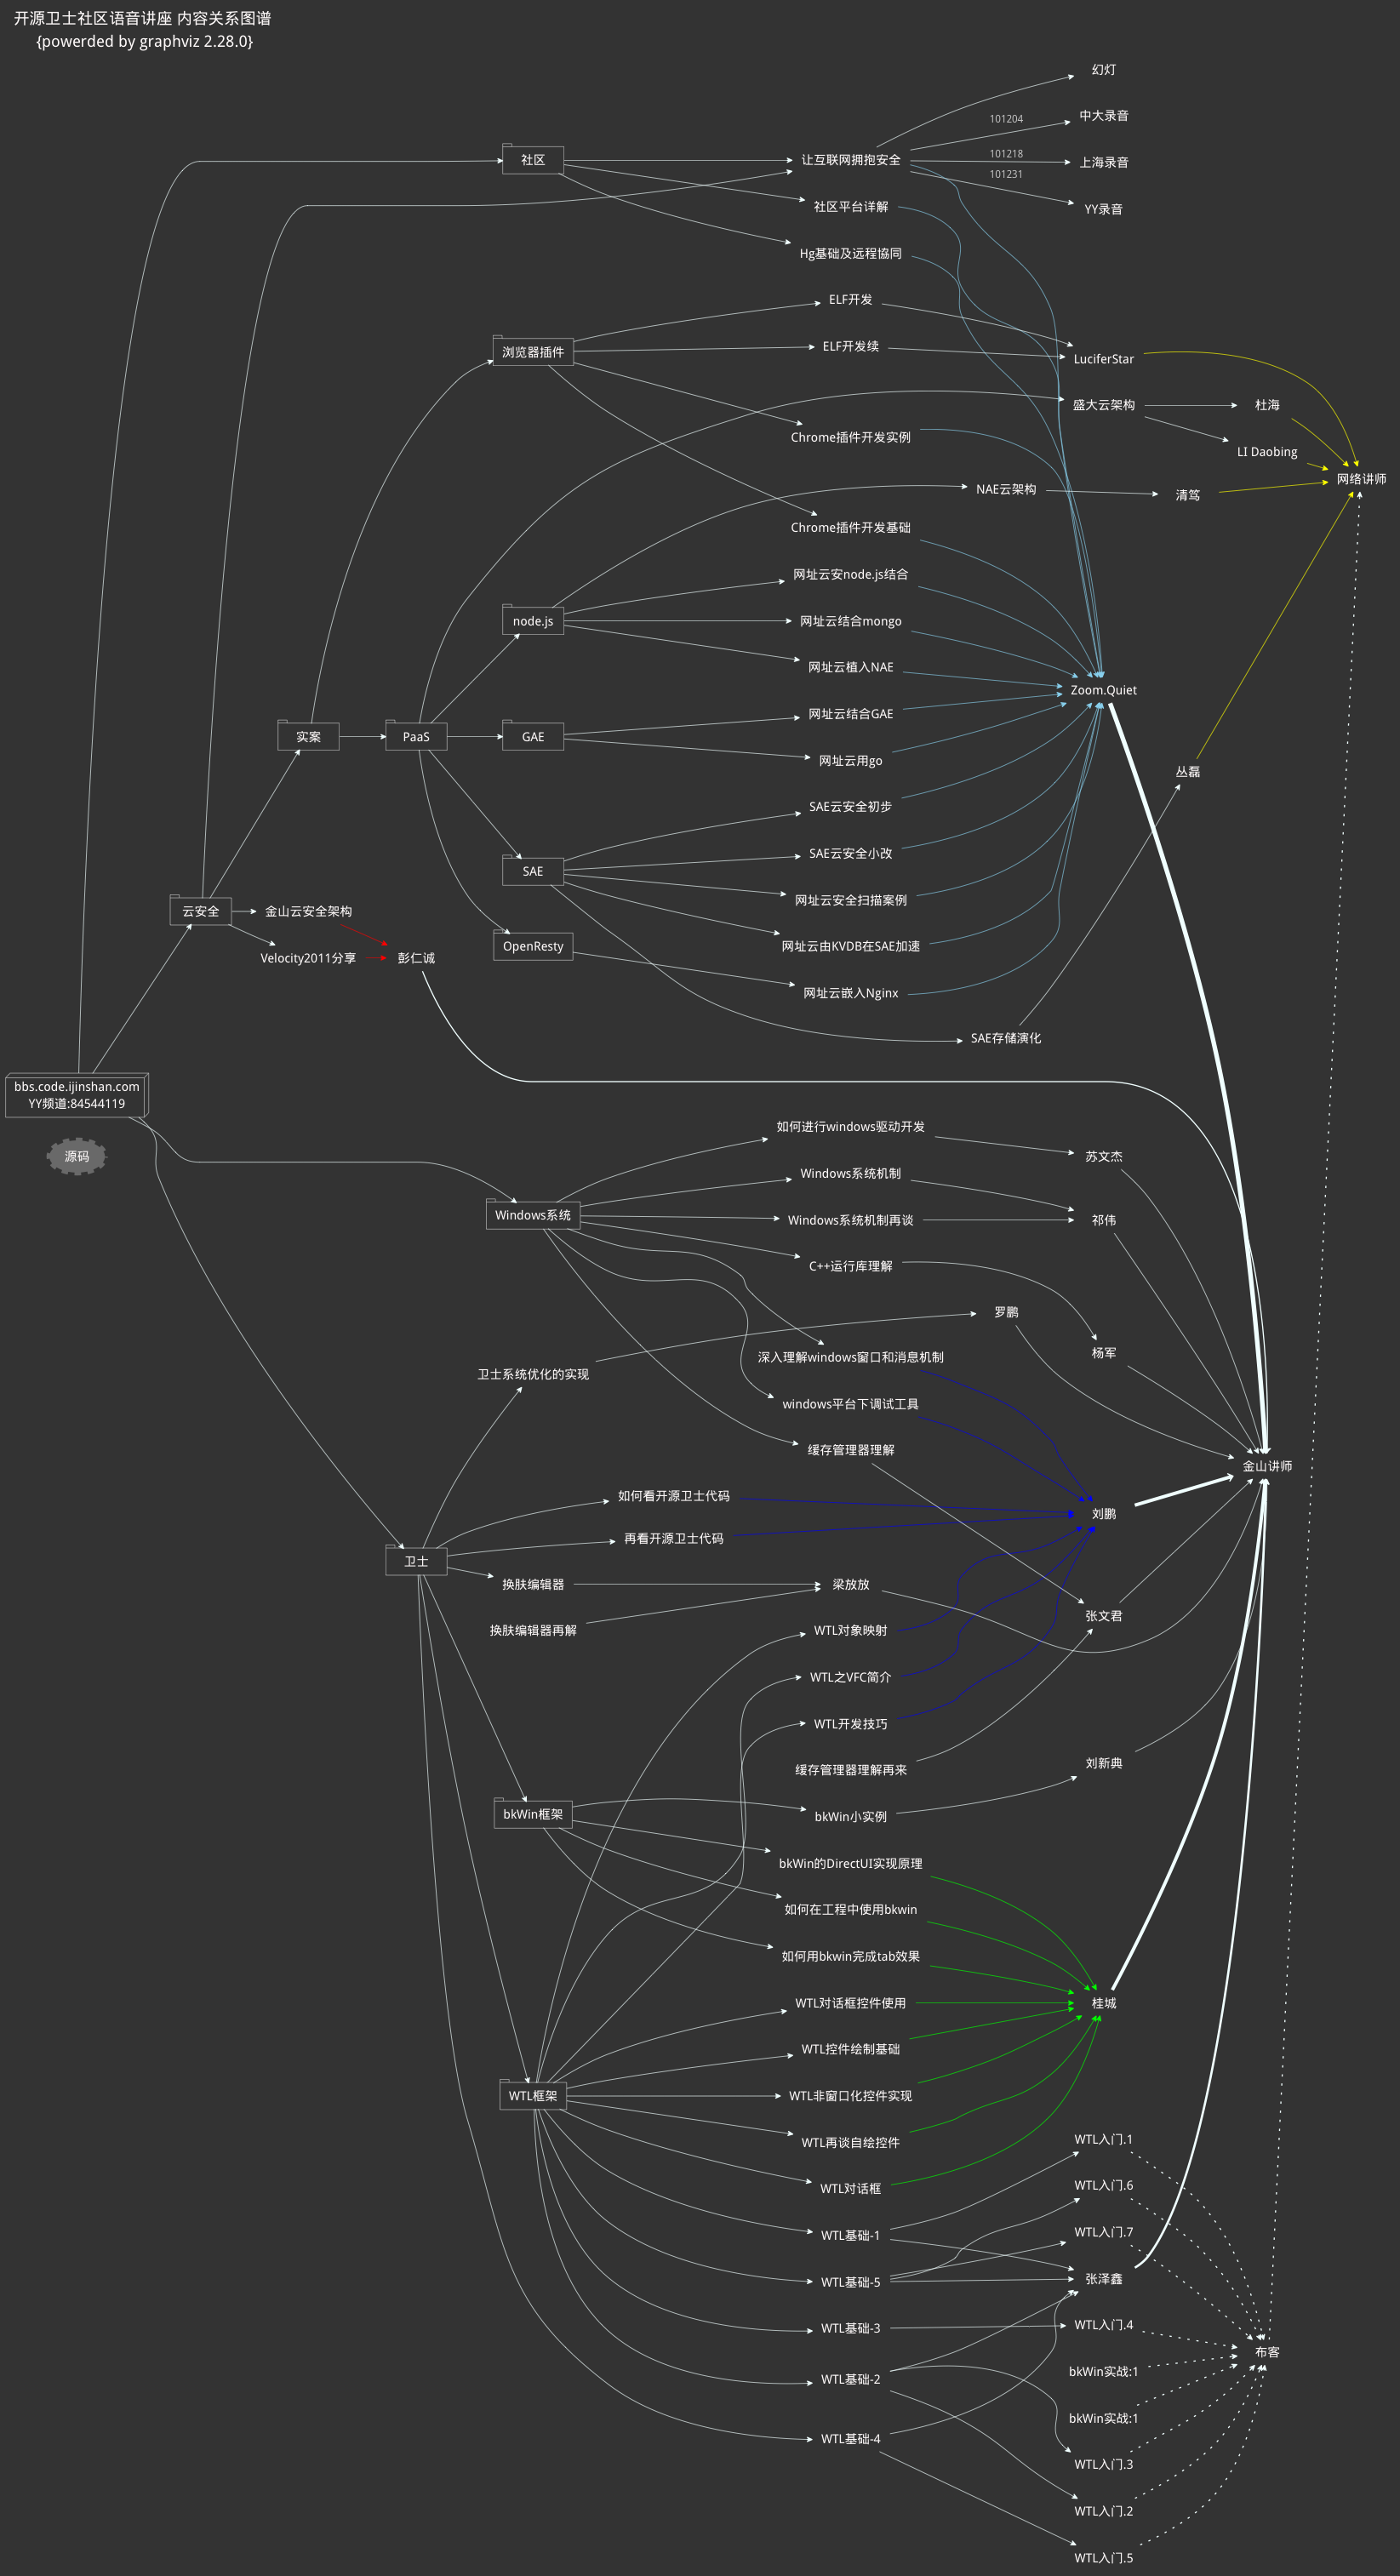 开源卫士社区语音讲座 内容关系图谱
{powerded by graphviz 2.28.0}
幻灯
101204
中大录音
社区
让互联网拥抱安全
101218
上海录音
101231
社区平台详解
YY录音
Hg基础及远程協同
ELF开发
浏览器插件
ELF开发续
LuciferStar
盛大云架构
杜海
Chrome插件开发实例
LI Daobing
网络讲师
NAE云架构
清笃
Chrome插件开发基础
网址云安node.js结合
node.js
网址云结合mongo
网址云植入NAE
Zoom.Quiet
网址云结合GAE
实案
PaaS
GAE
网址云用go
丛磊
SAE云安全初步
SAE云安全小改
SAE
网址云安全扫描案例
云安全
金山云安全架构
网址云由KVDB在SAE加速
OpenResty
Velocity2011分享
彭仁诚
网址云嵌入Nginx
SAE存储演化
bbs.code.ijinshan.com
YY频道:84544119
源码
如何进行windows驱动开发
苏文杰
Windows系统机制
Windows系统
Windows系统机制再谈
祁伟
C++运行库理解
罗鹏
杨军
深入理解windows窗口和消息机制
卫士系统优化的实现
windows平台下调试工具
缓存管理器理解
金山讲师
如何看开源卫士代码
刘鹏
再看开源卫士代码
卫士
换肤编辑器
梁放放
张文君
换肤编辑器再解
WTL对象映射
WTL之VFC简介
WTL开发技巧
缓存管理器理解再来
刘新典
bkWin框架
bkWin小实例
bkWin的DirectUI实现原理
如何在工程中使用bkwin
如何用bkwin完成tab效果
WTL对话框控件使用
桂城
WTL控件绘制基础
WTL框架
WTL非窗口化控件实现
WTL再谈自绘控件
WTL入门.1
WTL对话框
WTL入门.6
WTL基础-1
WTL入门.7
WTL基础-5
张泽鑫
WTL基础-3
WTL入门.4
布客
WTL基础-2
bkWin实战:1
bkWin实战:1
WTL基础-4
WTL入门.3
WTL入门.2
WTL入门.5